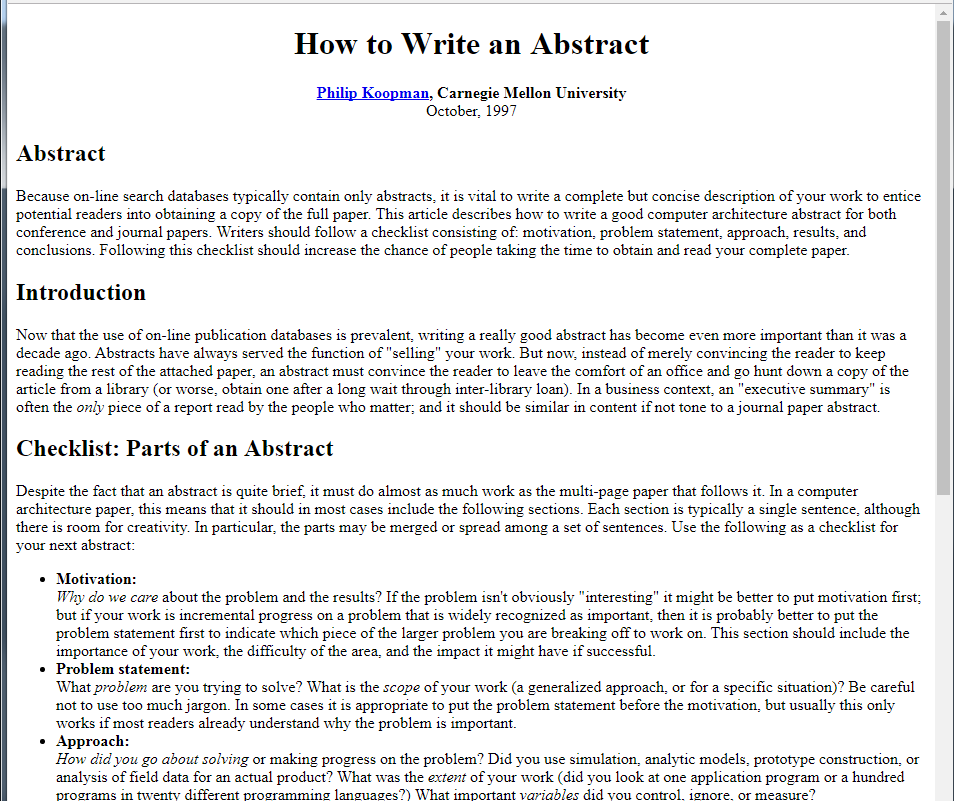 How to Write an Abstract
Philip Koopman, Carnegie Mellon University
October, 1997
Abstract
Because on-line search databases typically contain only abstracts, it is vital to write a complete but concise description of your work to entice
potential readers into obtaining a copy of the full paper. This article describes how to write a good computer architecture abstract for both
conference and journal papers. Writers should follow a checklist consisting of: motivation, problem statement, approach, results, and
conclusions. Following this checklist should increase the chance of people taking the time to obtain and read your complete paper.
Introduction
Now that the use of on-line publication databases is prevalent, writing a really good abstract has become even more important than it was a
decade ago. Abstracts have always served the function of "selling" your work. But now, instead of merely convincing the reader to keep
reading the rest of the attached paper, an abstract must convince the reader to leave the comfort of an office and go hunt down a copy of the
article from a library (or worse, obtain one after a long wait through inter-library loan). In a business context, an "executive summary" is
often the only piece of a report read by the people who matter; and it should be similar in content if not tone to a journal paper abstract.
Checklist: Parts of an Abstract
Despite the fact that an abstract is quite brief, it must do almost as much work as the multi-page paper that follows it. In a computer
architecture paper, this means that it should in most cases include the following sections. Each section is typically a single sentence, although
there is room for creativity. In particular, the parts may be merged or spread among a set of sentences. Use the following as a checklist for
your next abstract:
• Motivation:
Why do we care about the problem and the results? If the problem isn't obviously "interesting" it might be better to put motivation first;
but if your work is incremental progress on a problem that is widely recognized as important, then it is probably better to put the
problem statement first to indicate which piece of the larger problem you are breaking off to work on. This section should include the
importance of your work, the difficulty of the area, and the impact it might have if successful.
• Problem statement:
What problem are you trying to solve? What is the scope of your work (a generalized approach, or for a specific situation)? Be careful
not to use too much jargon. In some cases it is appropriate to put the problem statement before the motivation, but usually this only
works if most readers already understand why the problem is important.
• Approach:
How did you go about solving or making progress on the problem? Did you use simulation, analytic models, prototype construction, or
analysis of field data for an actual product? What was the extent of your work (did you look at one application program or a hundred
programs in twenty different programming languages?) What important variables did you control, ignore, or measure?